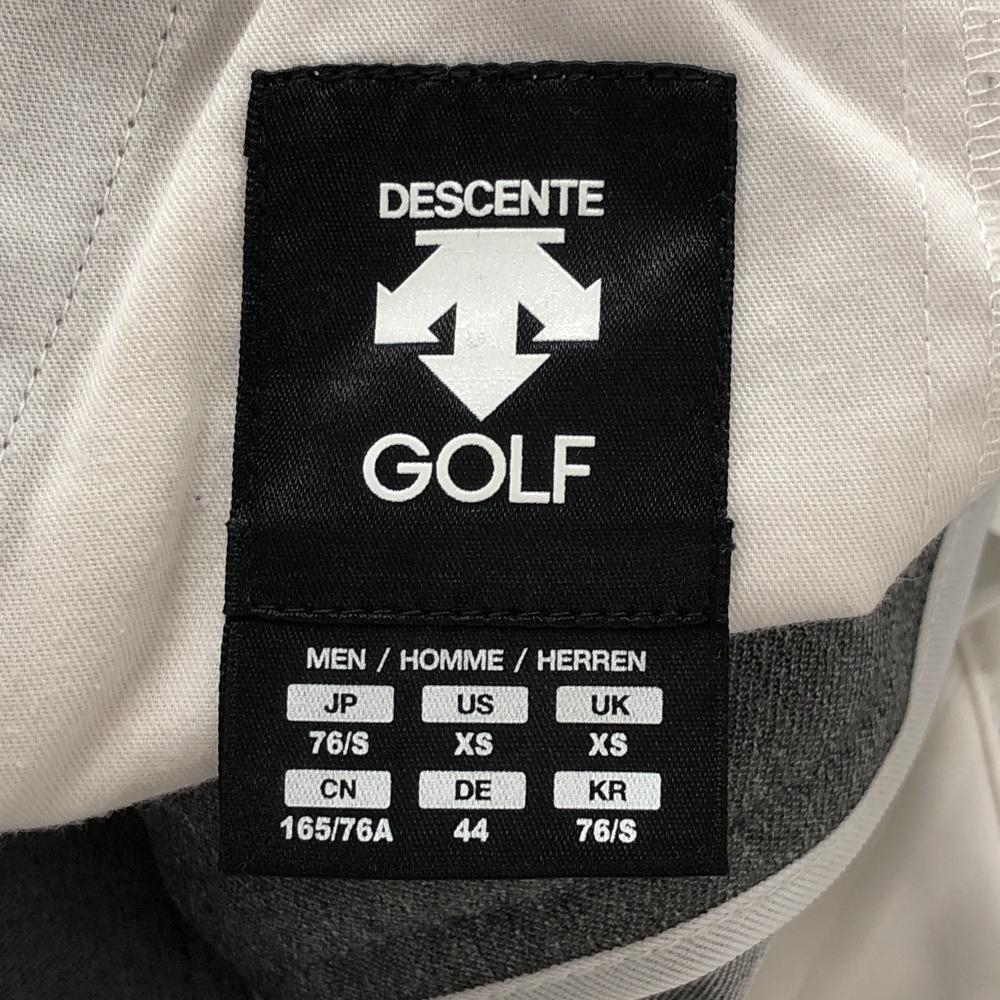 DESCENTE
GOLF
MEN / HOMME / HERREN
JP US UK
76/S XS XS
CN DE KR
165/76A 44 76/S